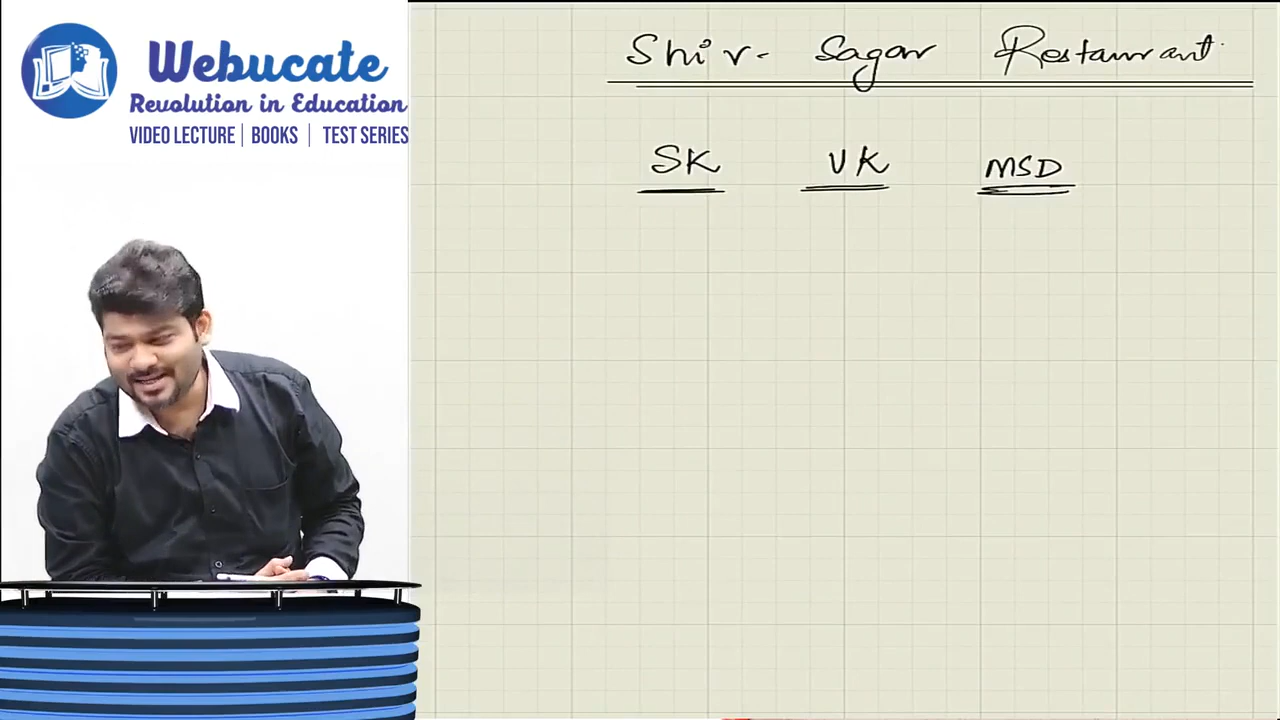 Webucate
Revolution in Education
VIDEO LECTURE | BOOKS | TEST SERIES
Shiv-Sagar Restaurant
SK VK MSD